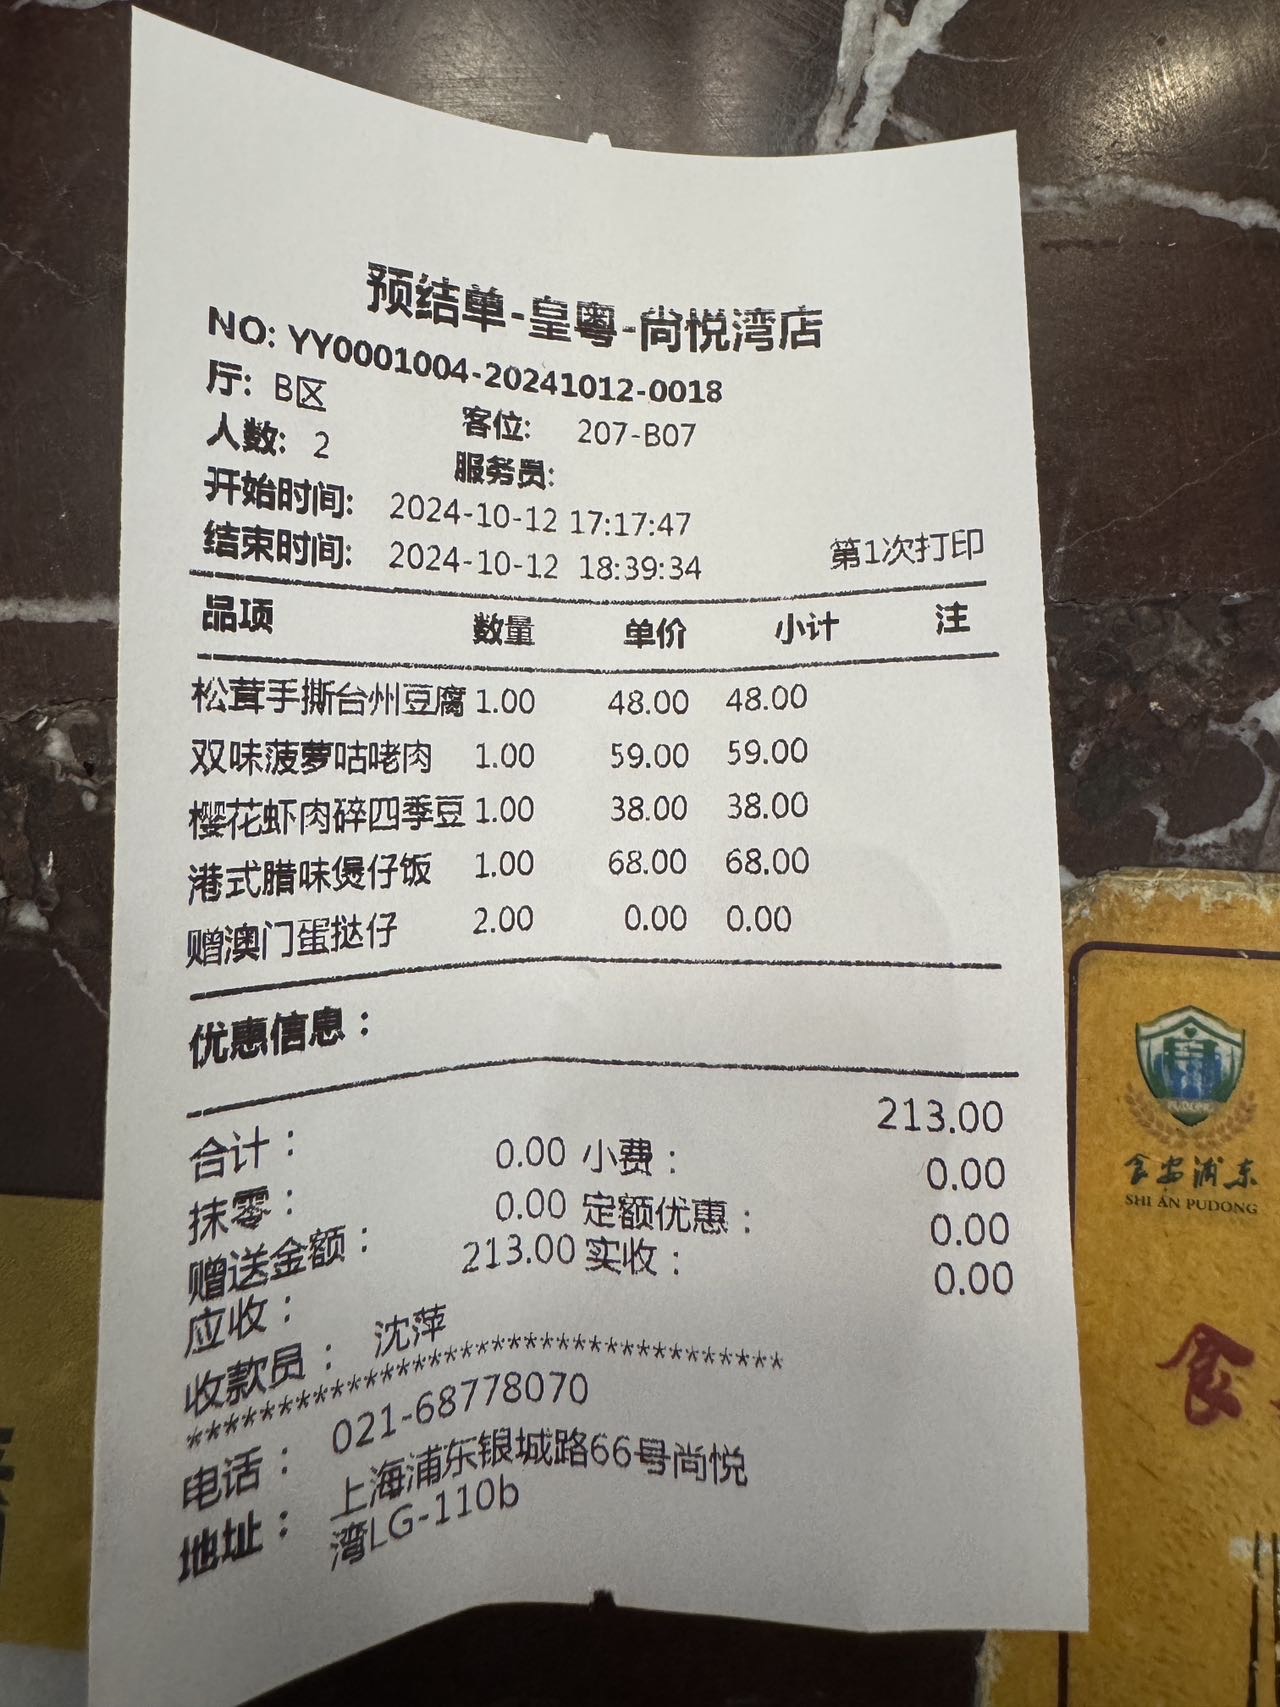 预结单-皇粤-尚悦湾店
NO: YY0001004-20241012-0018
厅: B区
客位: 207-B07
人数: 2
服务员:
开始时间: 2024-10-12 17:17:47
结束时间: 2024-10-12 18:39:34
第1次打印
品项 数量 单价 小计 注
松茸手撕台州豆腐 1.00 48.00 48.00
双味菠萝咕咾肉 1.00 59.00 59.00
樱花虾肉碎四季豆 1.00 38.00 38.00
港式腊味煲仔饭 1.00 68.00 68.00
赠澳门蛋挞仔 2.00 0.00 0.00
优惠信息：
合计： 213.00
抹零： 0.00 小费： 0.00
赠送金额： 0.00 定额优惠： 0.00
应收： 213.00 实收： 0.00
收款员： 沈萍
****************************************
电话： 021-68778070
地址： 上海浦东银城路66号尚悦
湾LG-110b
PUDONG
食安浦东
SHI AN PUDONG
食